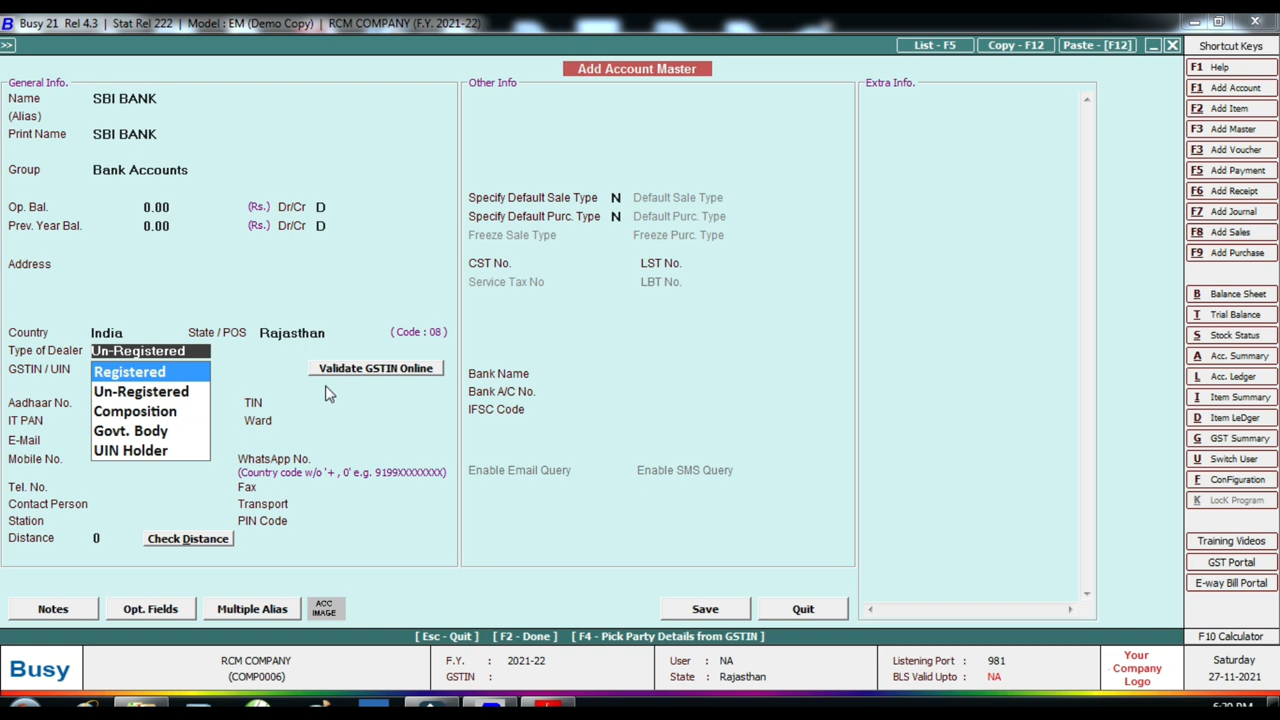 Busy 21 Rel 4.3 Stat Rel 222 Model : EM (Demo Copy) RCM COMPANY (F.Y. 2021-22)
>> List - F5 Copy - F12 Paste - [F12]
Shortcut Keys
Add Account Master
General Info.
Name SBI BANK
(Alias)
Print Name SBI BANK
Group Bank Accounts
Op. Bal. 0.00 (Rs.) Dr/Cr D
Prev. Year Bal. 0.00 (Rs.) Dr/Cr D
Address
Country India State / POS Rajasthan ( Code : 08 )
Type of Dealer Un-Registered
GSTIN / UIN Registered Validate GSTIN Online
Un-Registered
Aadhaar No. Composition TIN
IT PAN Govt. Body Ward
E-Mail UIN Holder
Mobile No. WhatsApp No.
(Country code w/o '+ , 0' e.g. 9199XXXXXXXX)
Tel. No. Fax
Contact Person Transport
Station PIN Code
Distance 0 Check Distance
Other Info
Specify Default Sale Type N Default Sale Type
Specify Default Purc. Type N Default Purc. Type
Freeze Sale Type Freeze Purc. Type
CST No. LST No.
Service Tax No LBT No.
Bank Name
Bank A/C No.
IFSC Code
Enable Email Query Enable SMS Query
Extra Info.
Notes Opt. Fields Multiple Alias ACC IMAGE Save Quit
[ Esc - Quit ] [ F2 - Done ] [ F4 - Pick Party Details from GSTIN ]
F1 Help
F1 Add Account
F2 Add Item
F3 Add Master
F3 Add Voucher
F5 Add Payment
F6 Add Receipt
F7 Add Journal
F8 Add Sales
F9 Add Purchase
B Balance Sheet
T Trial Balance
S Stock Status
A Acc. Summary
L Acc. Ledger
I Item Summary
D Item LeDger
G GST Summary
U Switch User
F ConFiguration
K LocK Program
Training Videos
GST Portal
E-way Bill Portal
F10 Calculator
Busy
RCM COMPANY
(COMP0006)
F.Y. : 2021-22
GSTIN :
User : NA
State : Rajasthan
Listening Port : 981
BLS Valid Upto : NA
Your
Company
Logo
Saturday
27-11-2021